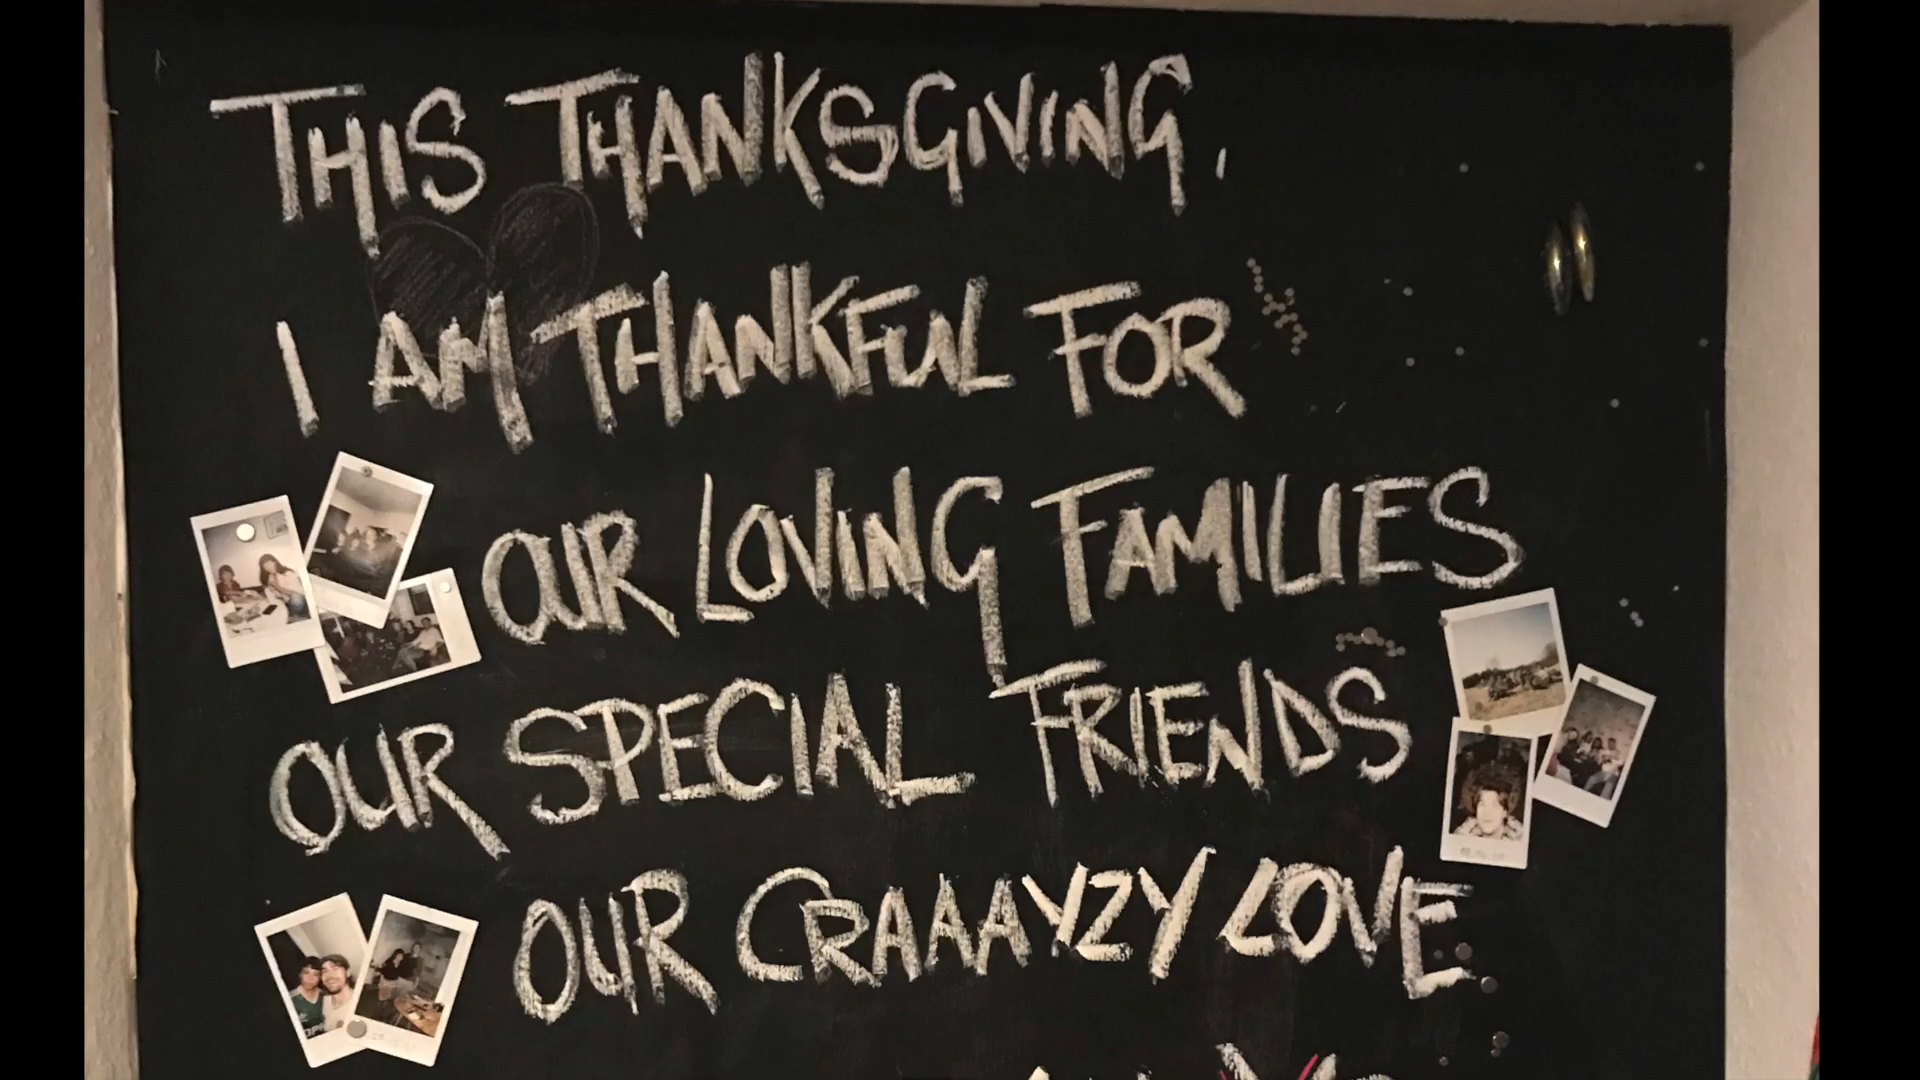 THIS THANKSGIVING,
I AM THANKFUL FOR
OUR LOVING FAMILIES
OUR SPECIAL FRIENDS
OUR CRAAAYZY LOVE